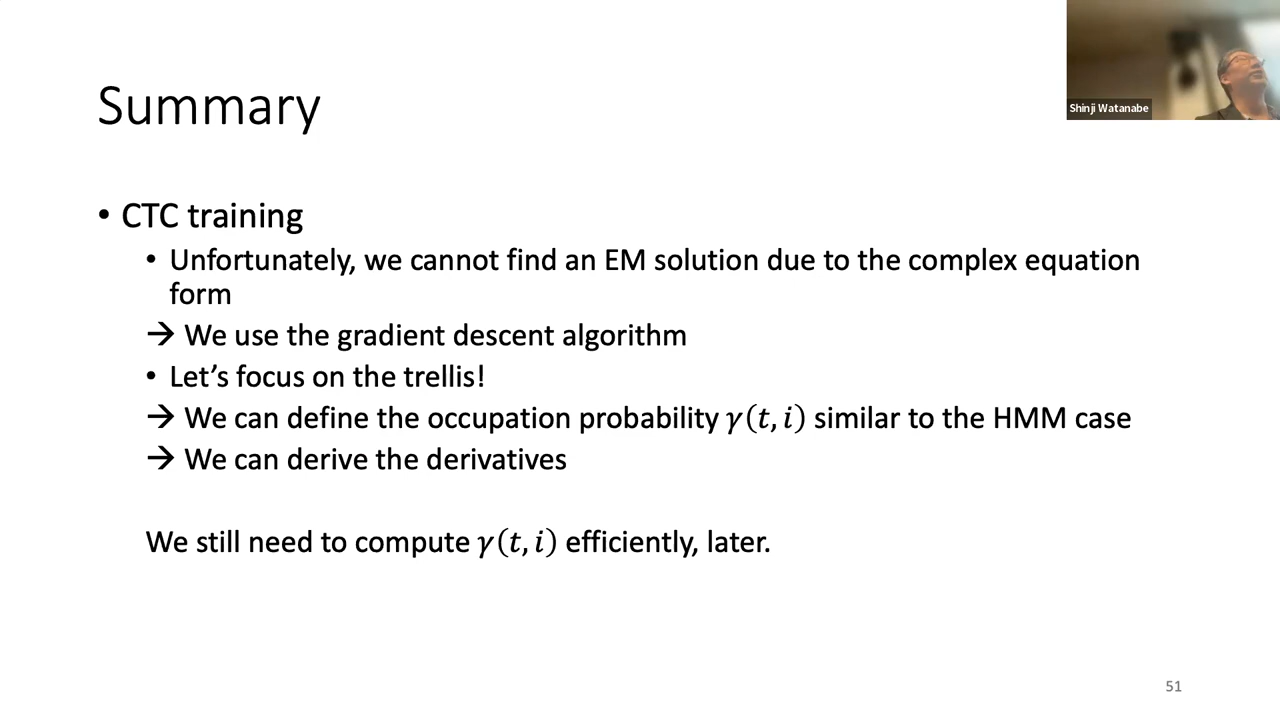 Shinji Watanabe
Summary
• CTC training
• Unfortunately, we cannot find an EM solution due to the complex equation
form
→ We use the gradient descent algorithm
• Let’s focus on the trellis!
→ We can define the occupation probability 𝛾(𝑡, 𝑖) similar to the HMM case
→ We can derive the derivatives
We still need to compute 𝛾(𝑡, 𝑖) efficiently, later.
51